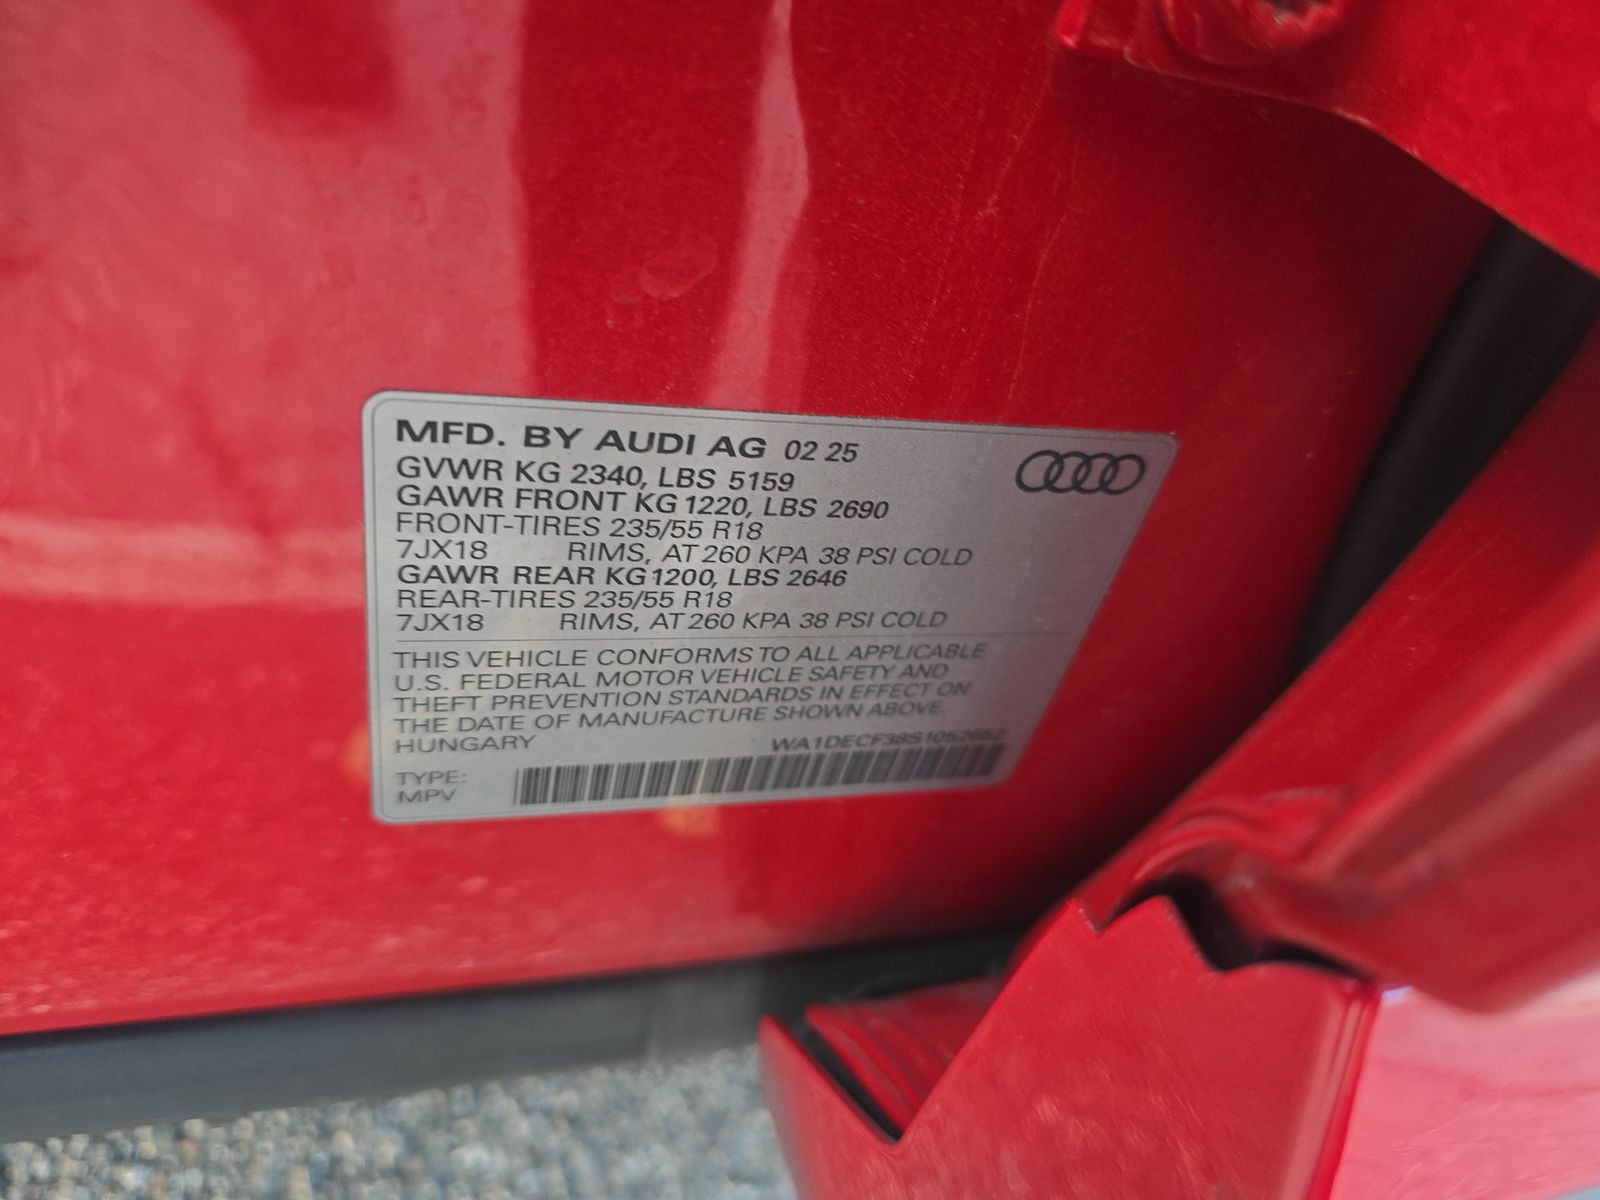 MFD. BY AUDI AG 02 25
GVWR KG 2340, LBS 5159
GAWR FRONT KG 1220, LBS 2690
FRONT-TIRES 235/55 R18
7JX18 RIMS, AT 260 KPA 38 PSI COLD
GAWR REAR KG 1200, LBS 2646
REAR-TIRES 235/55 R18
7JX18 RIMS, AT 260 KPA 38 PSI COLD
THIS VEHICLE CONFORMS TO ALL APPLICABLE
U.S. FEDERAL MOTOR VEHICLE SAFETY AND
THEFT PREVENTION STANDARDS IN EFFECT ON
THE DATE OF MANUFACTURE SHOWN ABOVE.
HUNGARY
TYPE:
MPV